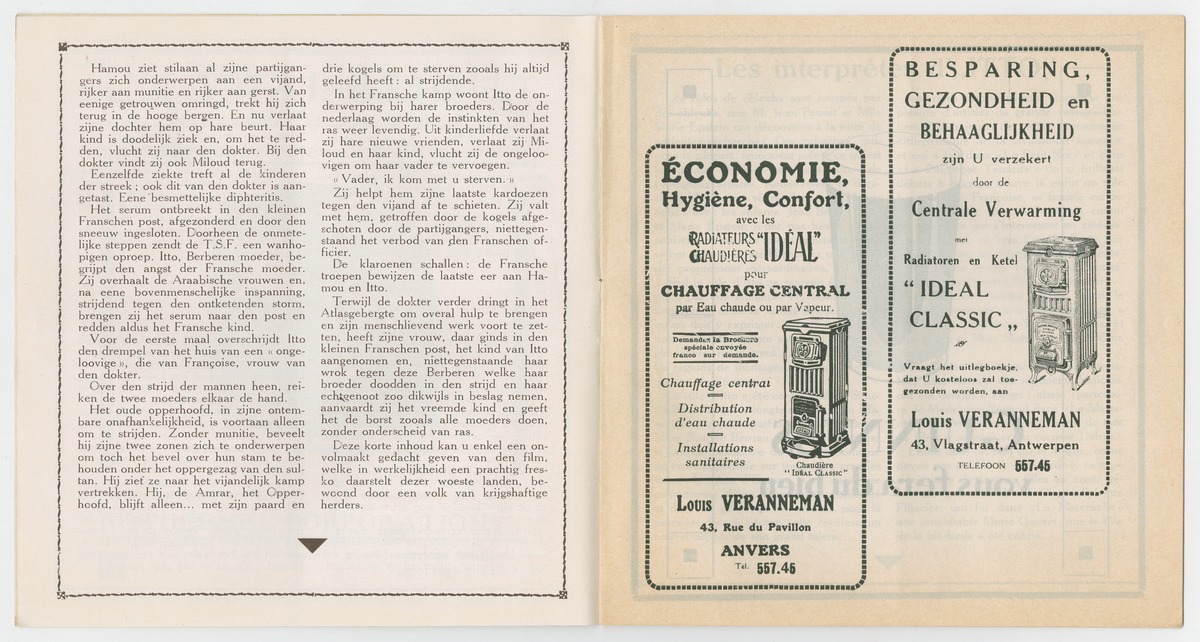 Hamou ziet stilaan al zijne partijgan-
gers zich onderwerpen aan een vijand,
rijker aan munitie en rijker aan gerst. Van
eenige getrouwen omringd, trekt hij zich
terug in de hooge bergen. En nu verlaat
zijne dochter hem op hare beurt. Haar
kind is doodelijk ziek en, om het te red-
den, vlucht zij naar den dokter. Bij den
dokter vindt zij ook Miloud terug.
Eenzelfde ziekte treft al de kinderen
der streek ; ook dit van den dokter is aan-
getast. Eene besmettelijke diphteritis.
Het serum ontbreekt in den kleinen
Franschen post, afgezonderd en door den
sneeuw ingesloten. Doorheen de onmete-
lijke steppen zendt de T.S.F. een wanho-
pigen oproep. Itto, Berberen moeder, be-
grijpt den angst der Fransche moeder.
Zij overhaalt de Araabische vrouwen en,
na eene bovenmenschelijke inspanning,
strijdend tegen den ontketenden storm,
brengen zij het serum naar den post en
redden aldus het Fransche kind.
Voor de eerste maal overschrijdt Itto
den drempel van het huis van een « onge-
loovige », die van Françoise, vrouw van
den dokter.
Over den strijd der mannen heen, rei-
ken de twee moeders elkaar de hand.
Het oude opperhoofd, in zijne ontem-
bare onafhankelijkheid, is voortaan alleen
om te strijden. Zonder munitie, beveelt
hij zijne twee zonen zich te onderwerpen
om toch het bevel over hun stam te be-
houden onder het oppergezag van den sul-
tan. Hij zief ze naar het vijandelijk kamp
vertrekken. Hij, de Amrar, het Opper-
hoofd, blijft alleen... met zijn paard en
drie kogels om te sterven zooals hij altijd
geleefd heeft : al strijdende.
In het Fransche kamp woont Itto de on-
derwerping bij harer broeders. Door de
nederlaag worden de instinkten van het
ras weer levendig. Uit kinderliefde verlaat
zij hare nieuwe vrienden, verlaat zij Mi-
loud en haar kind, vlucht zij de ongeloo-
vigen om haar vader te vervoegen.
« Vader, ik kom met u sterven. »
Zij helpt hem zijne laatste kardoezen
tegen den vijand af te schieten. Zij valt
met hem, getroffen door de kogels afge-
schoten door de partijgangers, niettegen-
staand het verbod van den Franschen of-
ficier.
De klaroenen schallen : de Fransche
troepen bewijzen de laatste eer aan Ha-
mou en Itto.
Terwijl de dokter verder dringt in het
Atlasgebergte om overal hulp te brengen
en zijn menschlievend werk voort te zet-
ten, heeft zijne vrouw, daar ginds in den
kleinen Franschen post, het kind van Itto
aangenomen en, niettegenstaande haar
wrok tegen deze Berberen welke haar
broeder doodden in den strijd en haar
echtgenoot zoo dikwijls in beslag nemen,
aanvaardt zij het vreemde kind en geeft
het de borst zooals alle moeders doen,
zonder onderscheid van ras.
Deze korte inhoud kan u enkel een on-
volmaakt gedacht geven van den film,
welke in werkelijkheid een prachtig fres-
ko daarstelt dezer woeste landen, be-
woond door een volk van krijgshaftige
herders.
ÉCONOMIE,
Hygiène, Confort,
avec les
RADIATEURS "IDÉAL"
CHAUDIÈRES
pour
CHAUFFAGE CENTRAL
par Eau chaude ou par Vapeur.
Demandez la Brochure
spéciale envoyée
franco sur demande.
Chauffage central
Distribution
d'eau chaude
Installations
sanitaires
Chaudière
"IDÉAL CLASSIC"
Louis VERANNEMAN
43, Rue du Pavillon
ANVERS
Tél. 557.45
BESPARING,
GEZONDHEID en
BEHAAGLIJKHEID
zijn U verzekert
door de
Centrale Verwarming
met
Radiatoren en Ketel
" IDEAL
CLASSIC „
Vraagt het uitlegboekje,
dat U kosteloos zal toe-
gezonden worden, aan
Louis VERANNEMAN
43, Vlagstraat, Antwerpen
TELEFOON 557.45